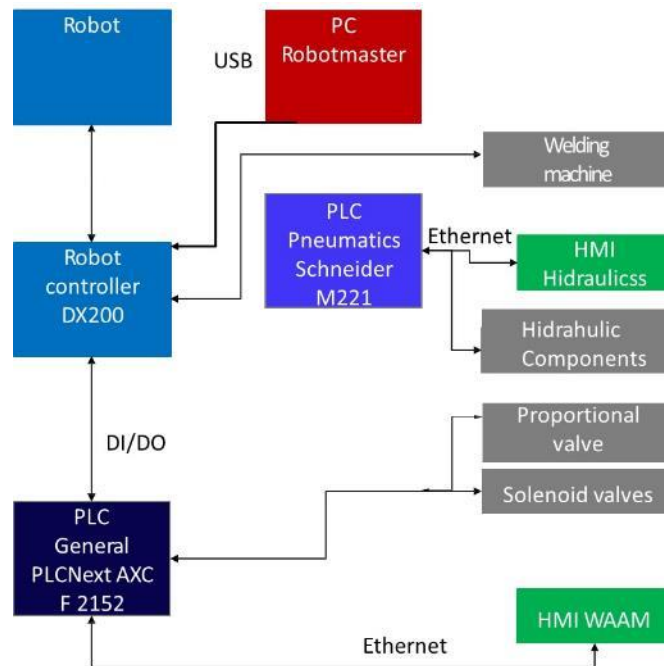 Robot
PC
Robotmaster
USB
Welding
machine
PLC
Pneumatics
Schneider
M221
Ethernet
HMI
Hidraulicss
Robot
controller
DX200
Hidrahulic
Components
Proportional
valve
DI/DO
Solenoid valves
PLC
General
PLCNext AXC
F 2152
HMI WAAM
Ethernet